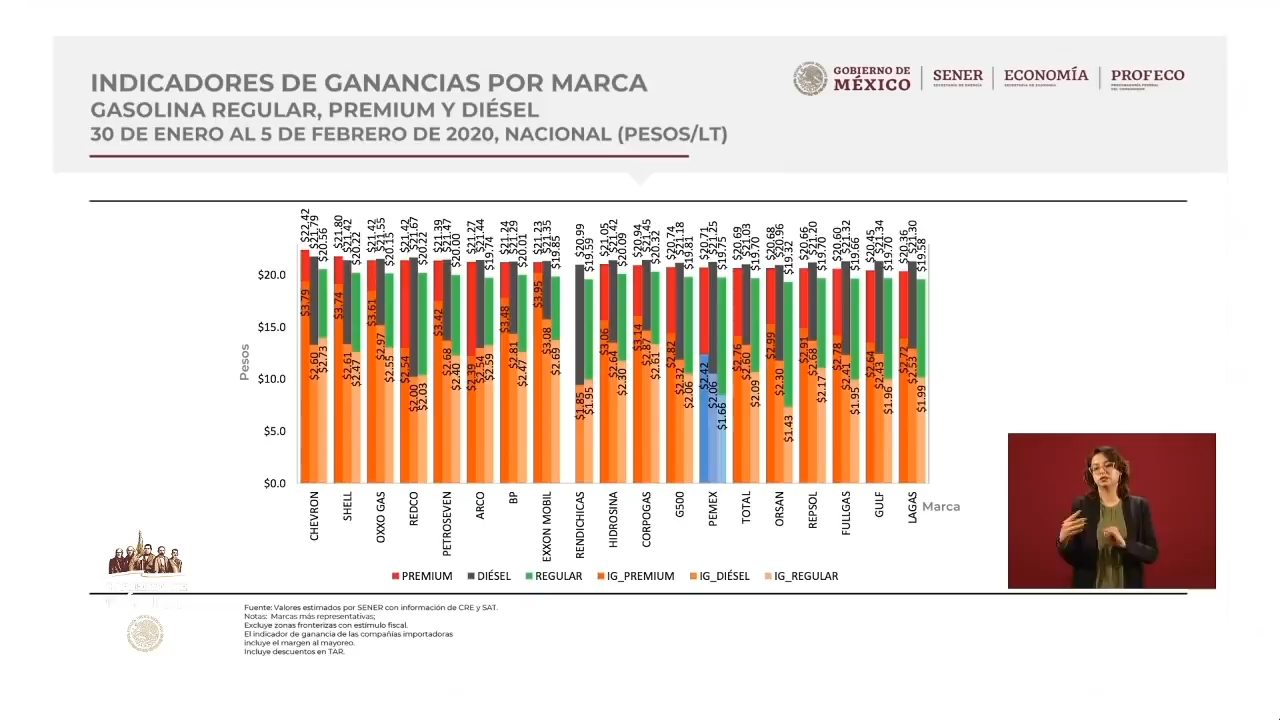 INDICADORES DE GANANCIAS POR MARCA
GASOLINA REGULAR, PREMIUM Y DIÉSEL
30 DE ENERO AL 5 DE FEBRERO DE 2020, NACIONAL (PESOS/LT)
GOBIERNO DE MÉXICO
SENER
SECRETARÍA DE ENERGÍA
ECONOMÍA
SECRETARÍA DE ECONOMÍA
PROFECO
PROCURADURÍA FEDERAL DEL CONSUMIDOR
$22.42 $21.79 $20.56
$21.80 $21.42 $20.22
$21.42 $21.55 $20.15
$21.42 $21.67 $20.22
$21.39 $21.47 $20.00
$21.27 $21.44 $19.74
$21.24 $21.29 $20.01
$21.23 $21.35 $19.85
$20.99 $19.59
$21.05 $21.42 $20.09
$20.94 $21.45 $20.32
$20.74 $21.18 $19.81
$20.71 $21.25 $19.75
$20.69 $21.03 $19.70
$20.68 $20.96 $19.32
$20.66 $21.20 $19.70
$20.60 $21.32 $19.66
$20.45 $21.34 $19.70
$20.36 $21.30 $19.58
$3.79 $2.60 $2.73
$3.74 $2.61 $2.47
$3.61 $2.97 $2.55
$2.54 $2.00 $2.03
$3.42 $2.68 $2.40
$2.39 $2.54 $2.59
$3.48 $2.81 $2.47
$3.95 $3.08 $2.69
$1.85 $1.95
$3.06 $2.64 $2.30
$3.14 $2.87 $2.61
$2.82 $2.32 $2.06
$2.42 $2.06 $1.66
$2.76 $2.60 $2.09
$2.99 $2.30 $1.43
$2.91 $2.68 $2.17
$2.78 $2.41 $1.95
$2.64 $2.43 $1.96
$2.72 $2.53 $1.99
Pesos
$20.0
$15.0
$10.0
$5.0
$0.0
CHEVRON
SHELL
OXXO GAS
REDCO
PETROSEVEN
ARCO
BP
EXXON MOBIL
RENDICHICAS
HIDROSINA
CORPOGAS
G500
PEMEX
TOTAL
ORSAN
REPSOL
FULLGAS
GULF
LAGAS
Marca
PREMIUM DIÉSEL REGULAR IG_PREMIUM IG_DIÉSEL IG_REGULAR
Fuente: Valores estimados por SENER con información de CRE y SAT.
Notas: Marcas más representativas;
Excluye zonas fronterizas con estímulo fiscal.
El indicador de ganancia de las compañías importadoras
incluye el margen al mayoreo.
Incluye descuentos en TAR.